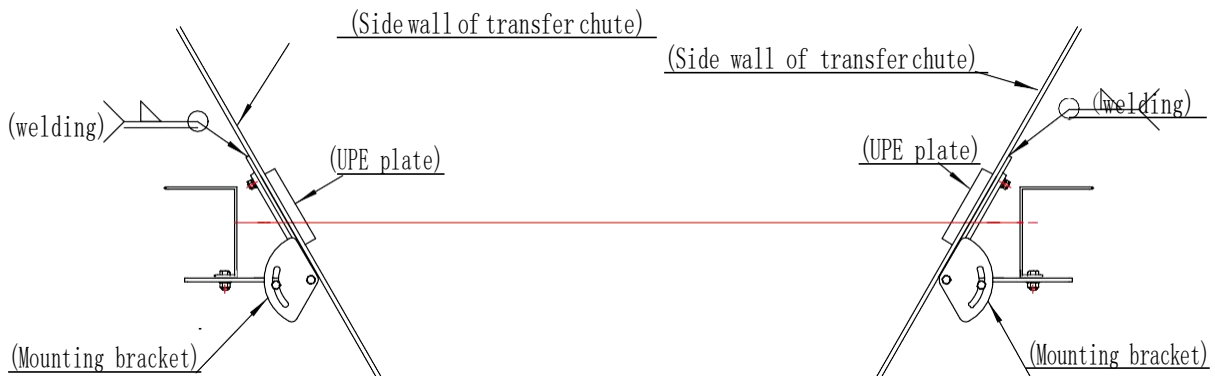 (Side wall of transfer chute)
(Side wall of transfer chute)
(welding)
(welding)
(UPE plate)
(UPE plate)
(Mounting bracket)
(Mounting bracket)